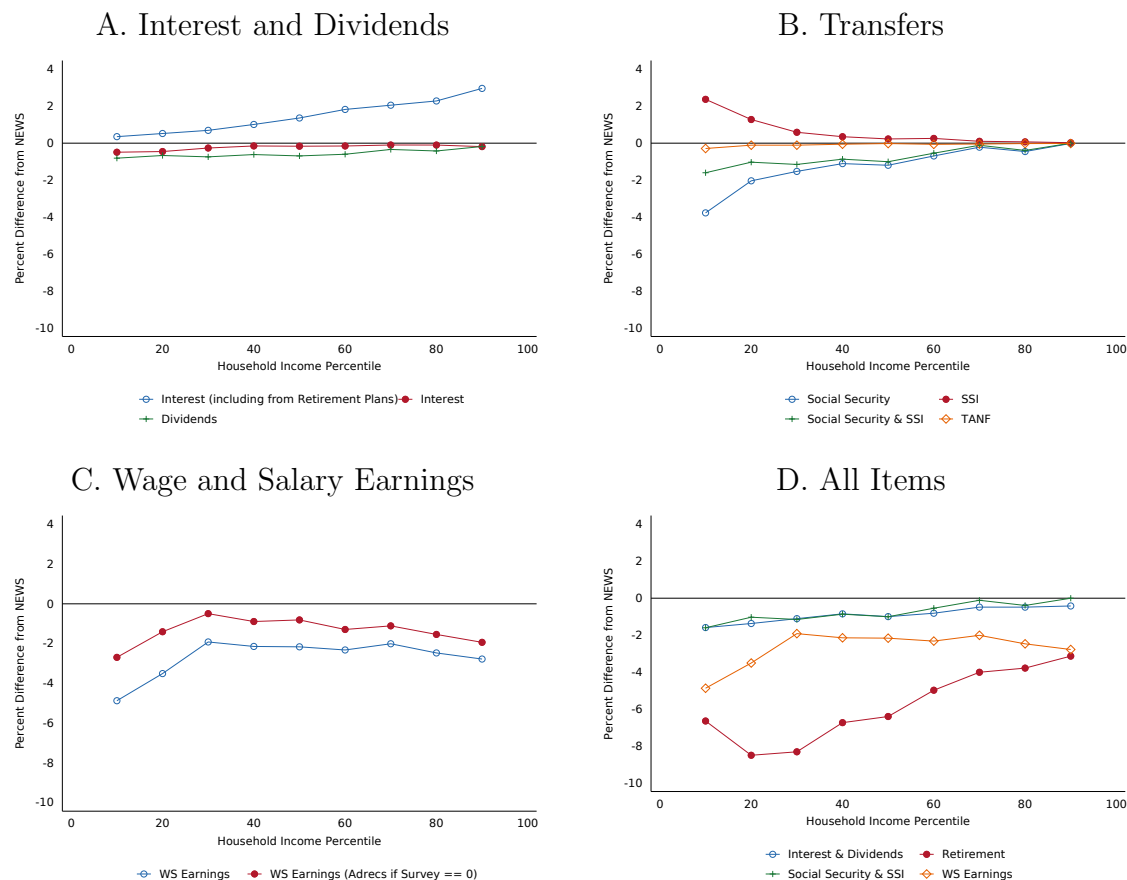 A. Interest and Dividends
Percent Difference from NEWS
4
2
0
-2
-4
-6
-8
-10
0 20 40 60 80 100
Household Income Percentile
Interest (including from Retirement Plans) Interest
Dividends
B. Transfers
Percent Difference from NEWS
4
2
0
-2
-4
-6
-8
-10
0 20 40 60 80 100
Household Income Percentile
Social Security SSI
Social Security & SSI TANF
C. Wage and Salary Earnings
Percent Difference from NEWS
4
2
0
-2
-4
-6
-8
-10
0 20 40 60 80 100
Household Income Percentile
WS Earnings WS Earnings (Adrecs if Survey == 0)
D. All Items
Percent Difference from NEWS
4
2
0
-2
-4
-6
-8
-10
0 20 40 60 80 100
Household Income Percentile
Interest & Dividends Retirement
Social Security & SSI WS Earnings